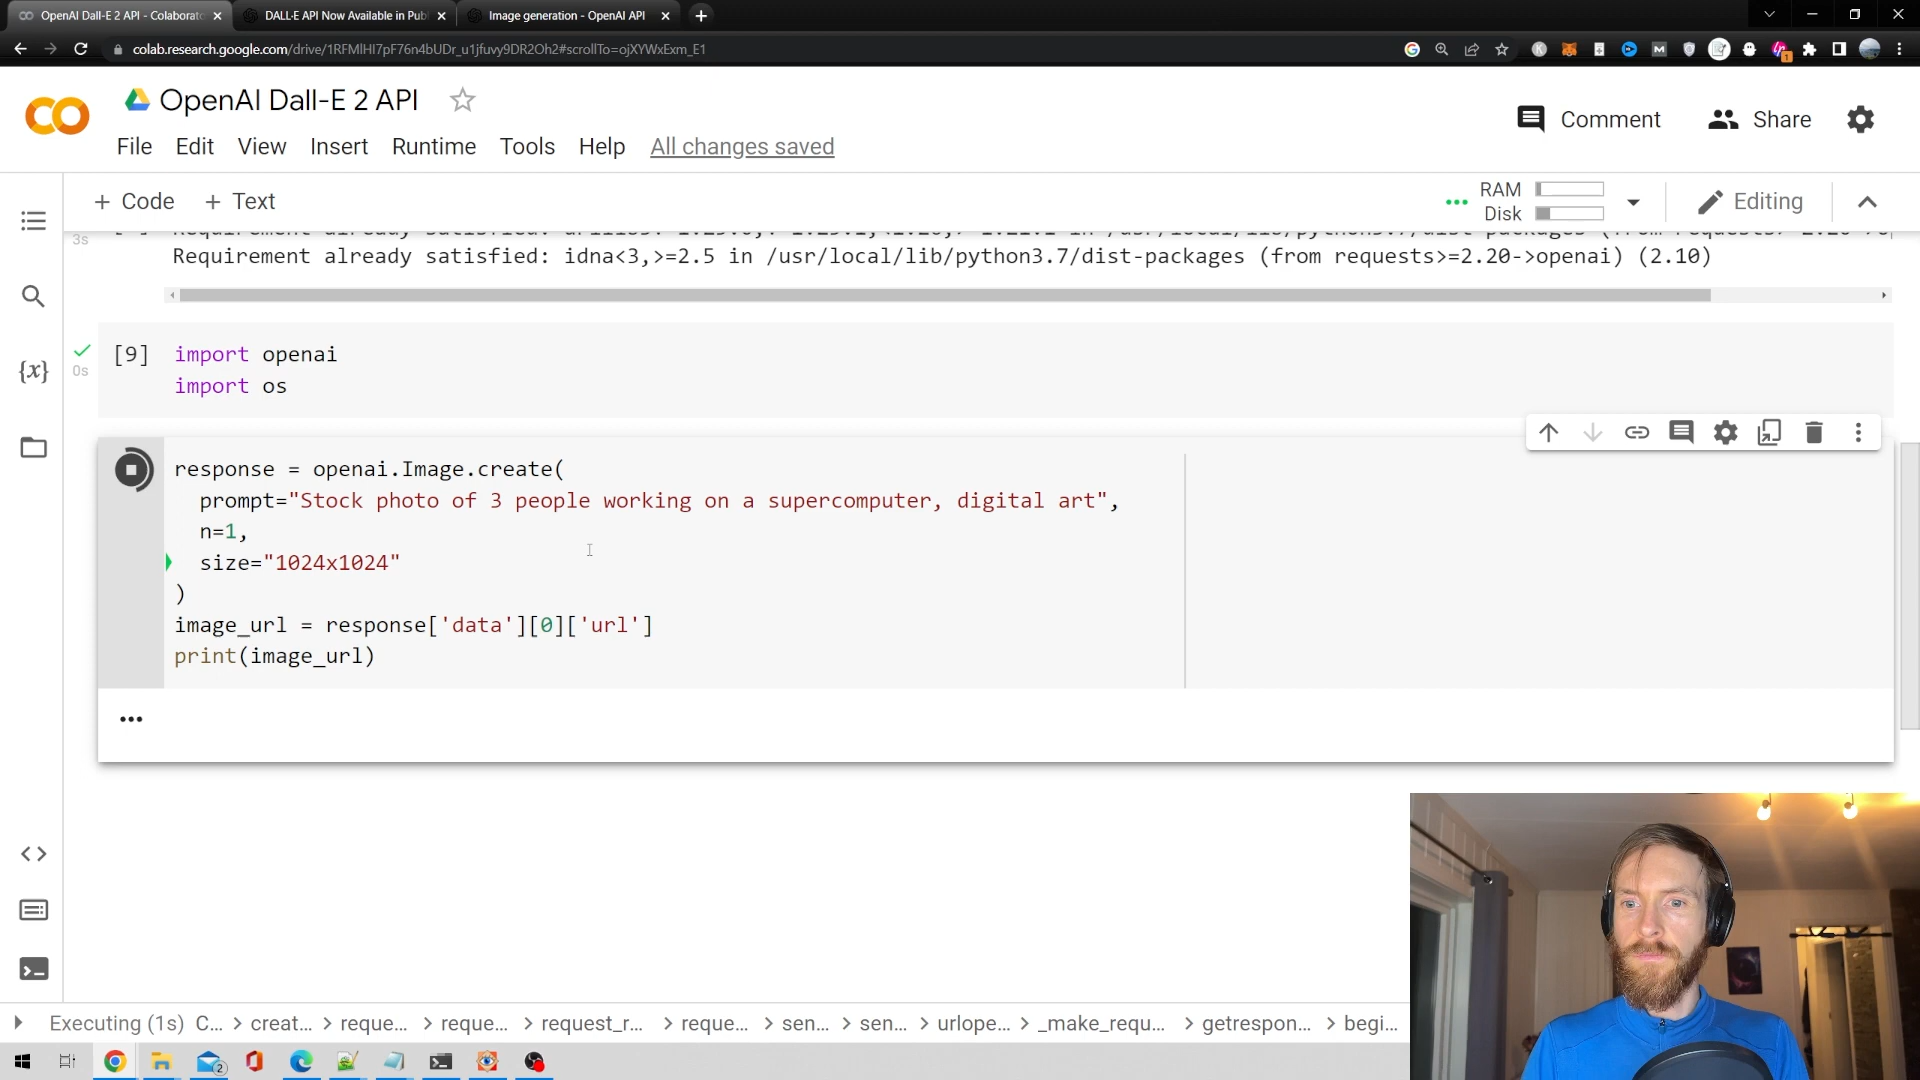 OpenAI Dall-E 2 API - Colaborato
DALL·E API Now Available in Pub
Image generation - OpenAI API
colab.research.google.com/drive/1RFMlHI7pF76n4bUDr_u1jfuvy9DR2Oh2#scrollTo=ojXYWxExm_E1
OpenAI Dall-E 2 API
Comment
Share
File Edit View Insert Runtime Tools Help All changes saved
+ Code + Text
RAM
Disk
Editing
3s
Requirement already satisfied: idna<3,>=2.5 in /usr/local/lib/python3.7/dist-packages (from requests>=2.20->openai) (2.10)
[9] import openai
0s
import os
response = openai.Image.create(
prompt="Stock photo of 3 people working on a supercomputer, digital art",
n=1,
size="1024x1024"
)
image_url = response['data'][0]['url']
print(image_url)
Executing (1s) C... > creat... > reque... > reque... > request_r... > reque... > sen... > sen... > urlope... > _make_requ... > getrespon... > begi...